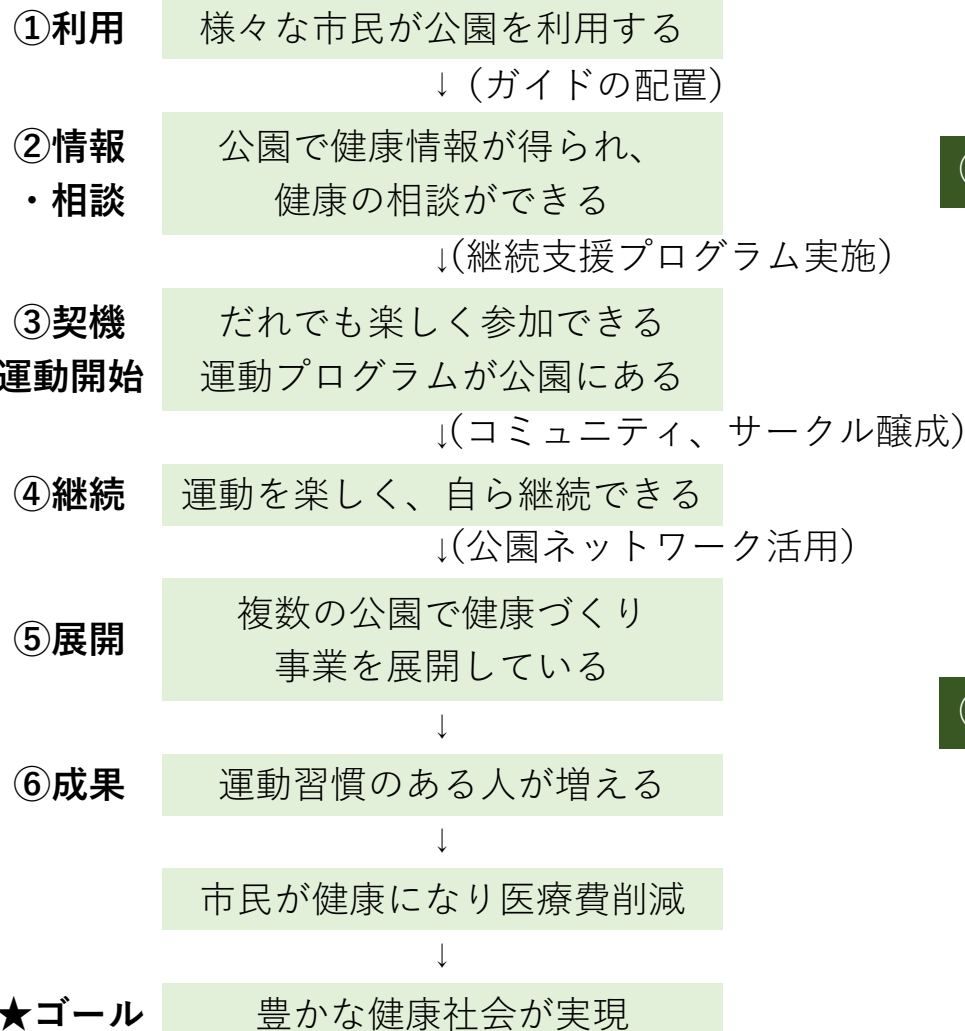 ①利用 様々な市民が公園を利用する
↓ (ガイドの配置)
②情報 公園で健康情報が得られ、
・相談 健康の相談ができる
↓(継続支援プログラム実施)
③契機 だれでも楽しく参加できる
運動開始 運動プログラムが公園にある
↓(コミュニティ、サークル醸成)
④継続 運動を楽しく、自ら継続できる
↓(公園ネットワーク活用)
⑤展開 複数の公園で健康づくり
事業を展開している
↓
⑥成果 運動習慣のある人が増える
↓
市民が健康になり医療費削減
↓
★ゴール 豊かな健康社会が実現